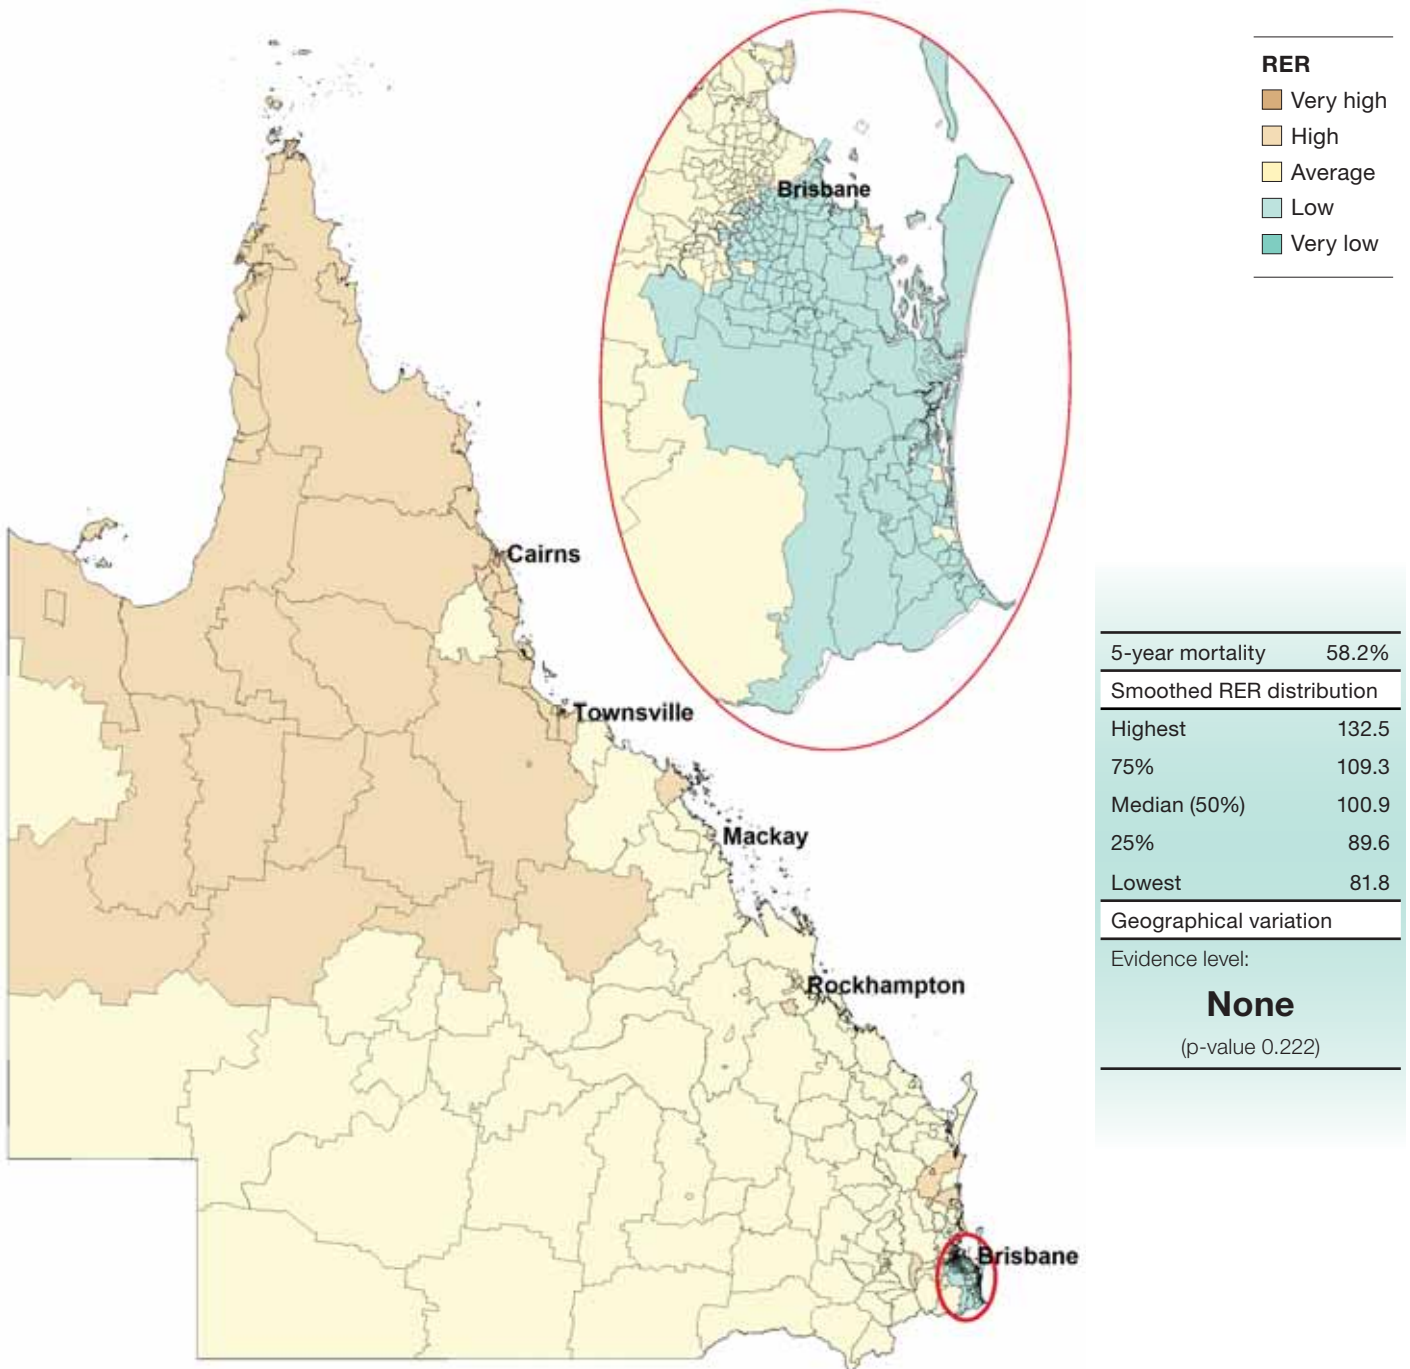 RER
Very high
High
Average
Low
Very low
Brisbane
Cairns
Townsville
Mackay
Rockhampton
Brisbane
5-year mortality 58.2%
Smoothed RER distribution
Highest 132.5
75% 109.3
Median (50%) 100.9
25% 89.6
Lowest 81.8
Geographical variation
Evidence level:
None
(p-value 0.222)